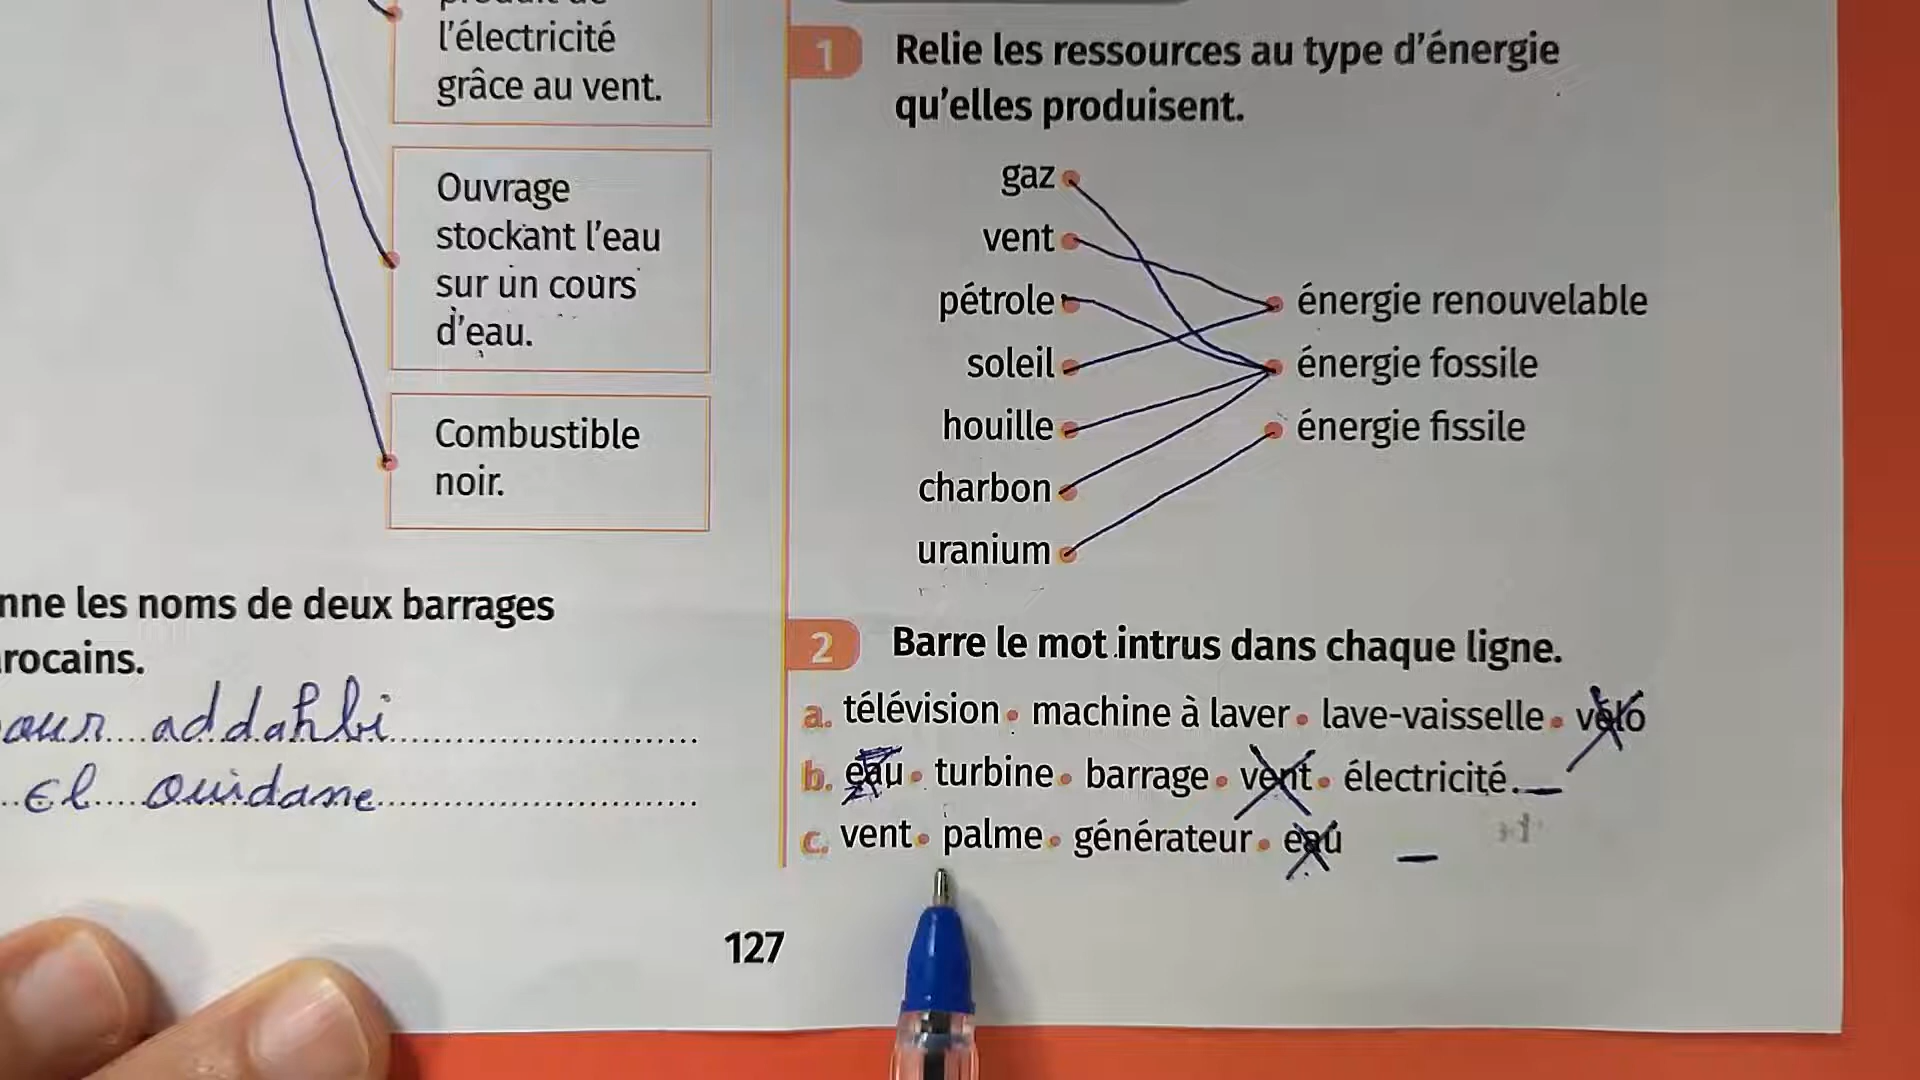 l'électricité
grâce au vent.
Ouvrage
stockant l'eau
sur un cours
d'eau.
Combustible
noir.
nne les noms de deux barrages
rocains.
our addahbi
El Ouidane
127
1 Relie les ressources au type d'énergie
qu'elles produisent.
gaz
vent
pétrole
soleil
houille
charbon
uranium
énergie renouvelable
énergie fossile
énergie fissile
2 Barre le mot intrus dans chaque ligne.
a. télévision • machine à laver • lave-vaisselle • vélo
b. eau • turbine • barrage • vent • électricité.
c. vent • palme • générateur • eau